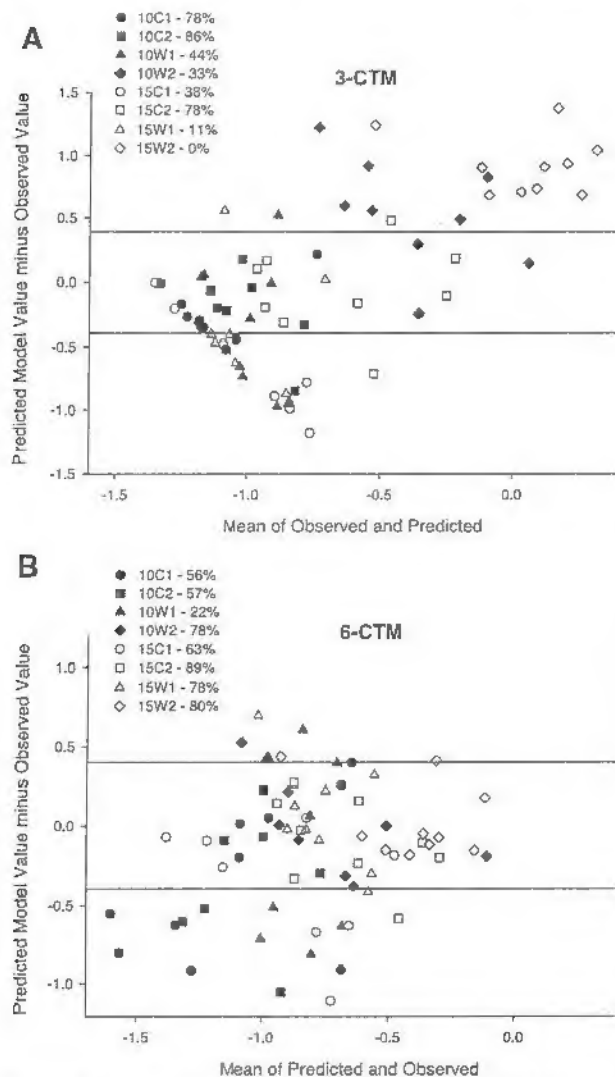 A
10C1 - 78%
10C2 - 86%
10W1 - 44%
10W2 - 33%
15C1 - 38%
15C2 - 78%
15W1 - 11%
15W2 - 0%
3-CTM
Predicted Model Value minus Observed Value
1.5
1.0
0.5
0.0
-0.5
-1.0
-1.5
-1.5
-1.0
-0.5
0.0
Mean of Observed and Predicted
B
10C1 - 56%
10C2 - 57%
10W1 - 22%
10W2 - 78%
15C1 - 63%
15C2 - 89%
15W1 - 78%
15W2 - 80%
6-CTM
Predicted Model Value minus Observed Value
1.0
0.5
0.0
-0.5
-1.0
-1.5
-1.0
-0.5
0.0
Mean of Predicted and Observed